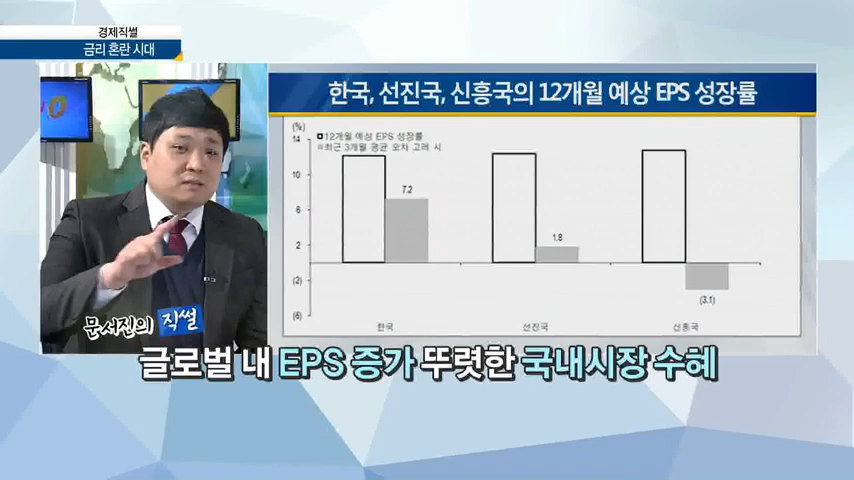 경제직썰
금리 혼란 시대
한국, 선진국, 신흥국의 12개월 예상 EPS 성장률
(%)
14
10
6
2
(2)
(6)
12개월 예상 EPS 성장률
최근 3개월 평균 오차 고려 시
7.2
1.8
(3.1)
한국
선진국
신흥국
문서진의 직썰
글로벌 내 EPS 증가 뚜렷한 국내시장 수혜